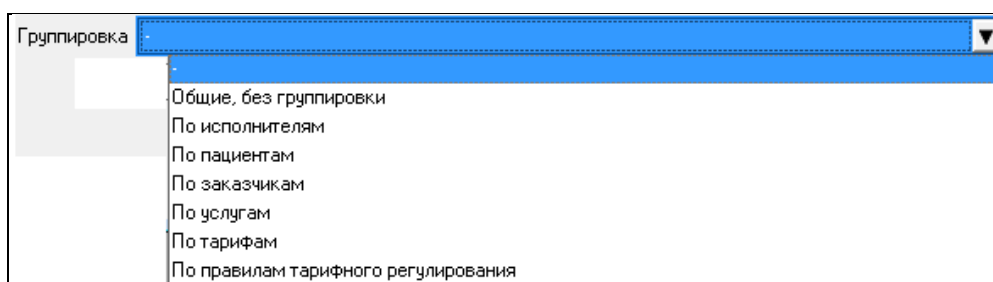 Группировка -
-
Общие, без группировки
По исполнителям
По пациентам
По заказчикам
По услугам
По тарифам
По правилам тарифного регулирования